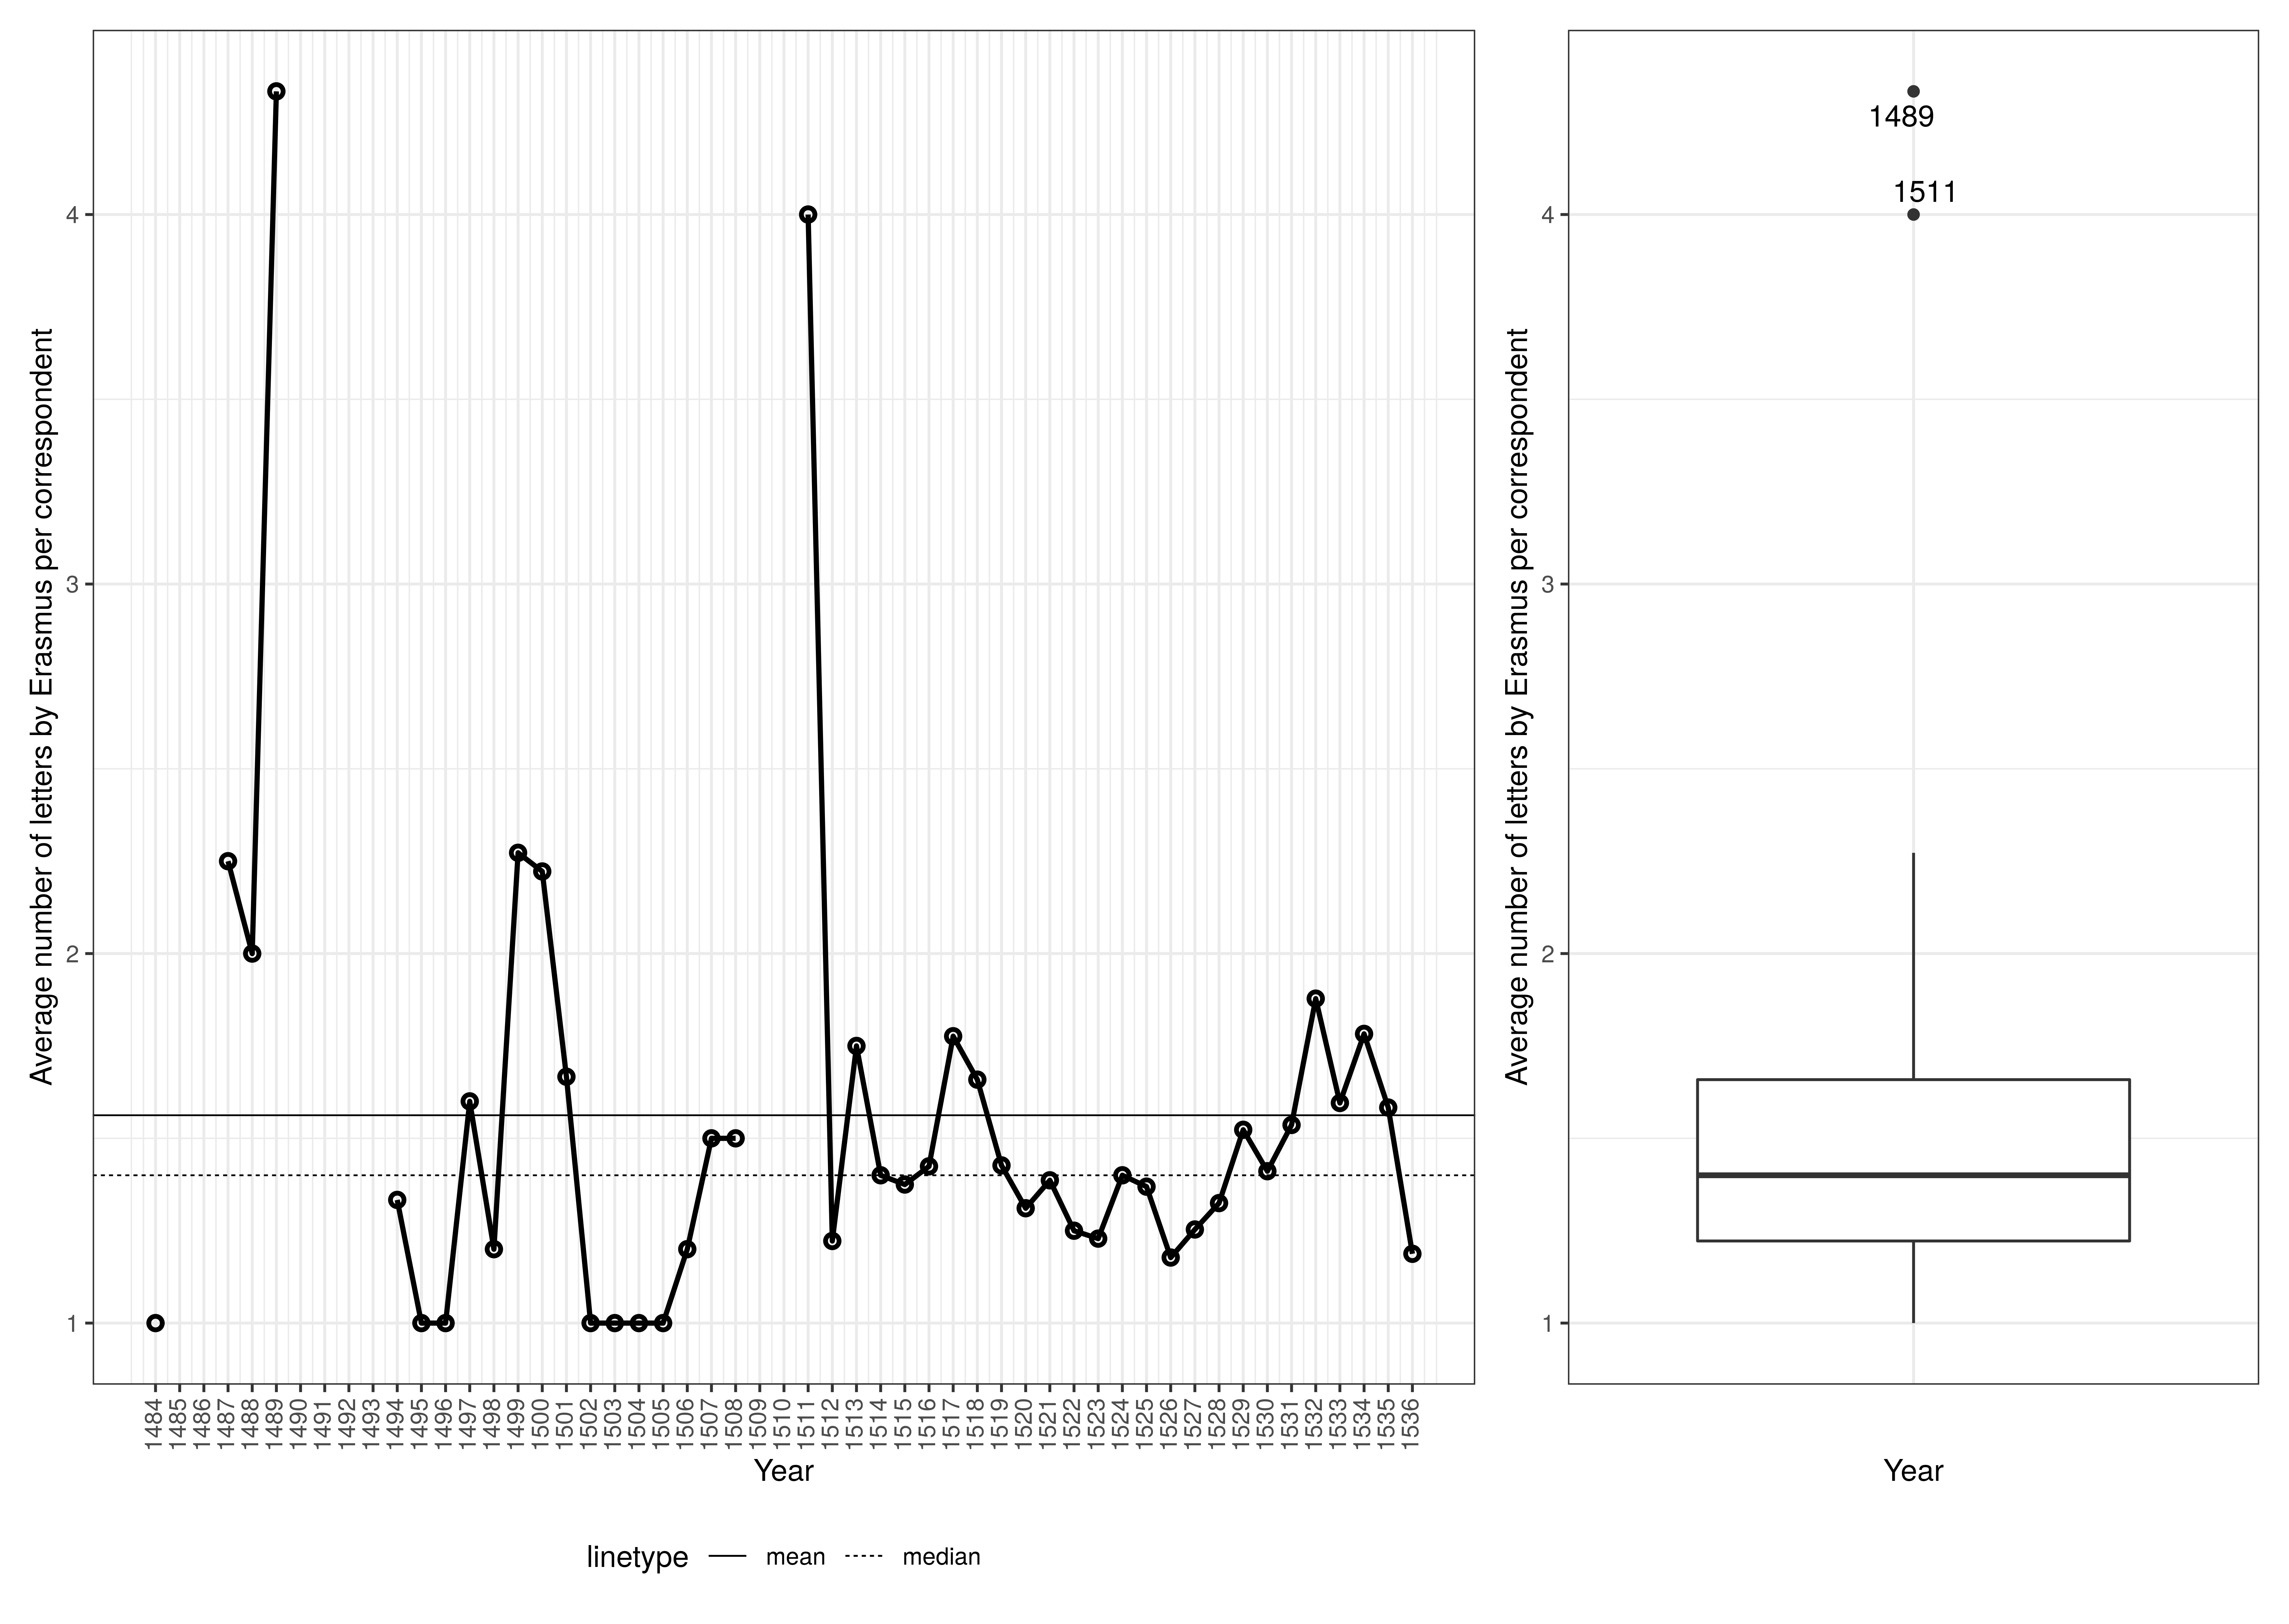 Average number of letters by Erasmus per correspondent
4
3
2
1
1484 1485 1486 1487 1488 1489 1490 1491 1492 1493 1494 1495 1496 1497 1498 1499 1500 1501 1502 1503 1504 1505 1506 1507 1508 1509 1510 1511 1512 1513 1514 1515 1516 1517 1518 1519 1520 1521 1522 1523 1524 1525 1526 1527 1528 1529 1530 1531 1532 1533 1534 1535 1536
Year
linetype mean median
Average number of letters by Erasmus per correspondent
4
3
2
1
1489
1511
Year